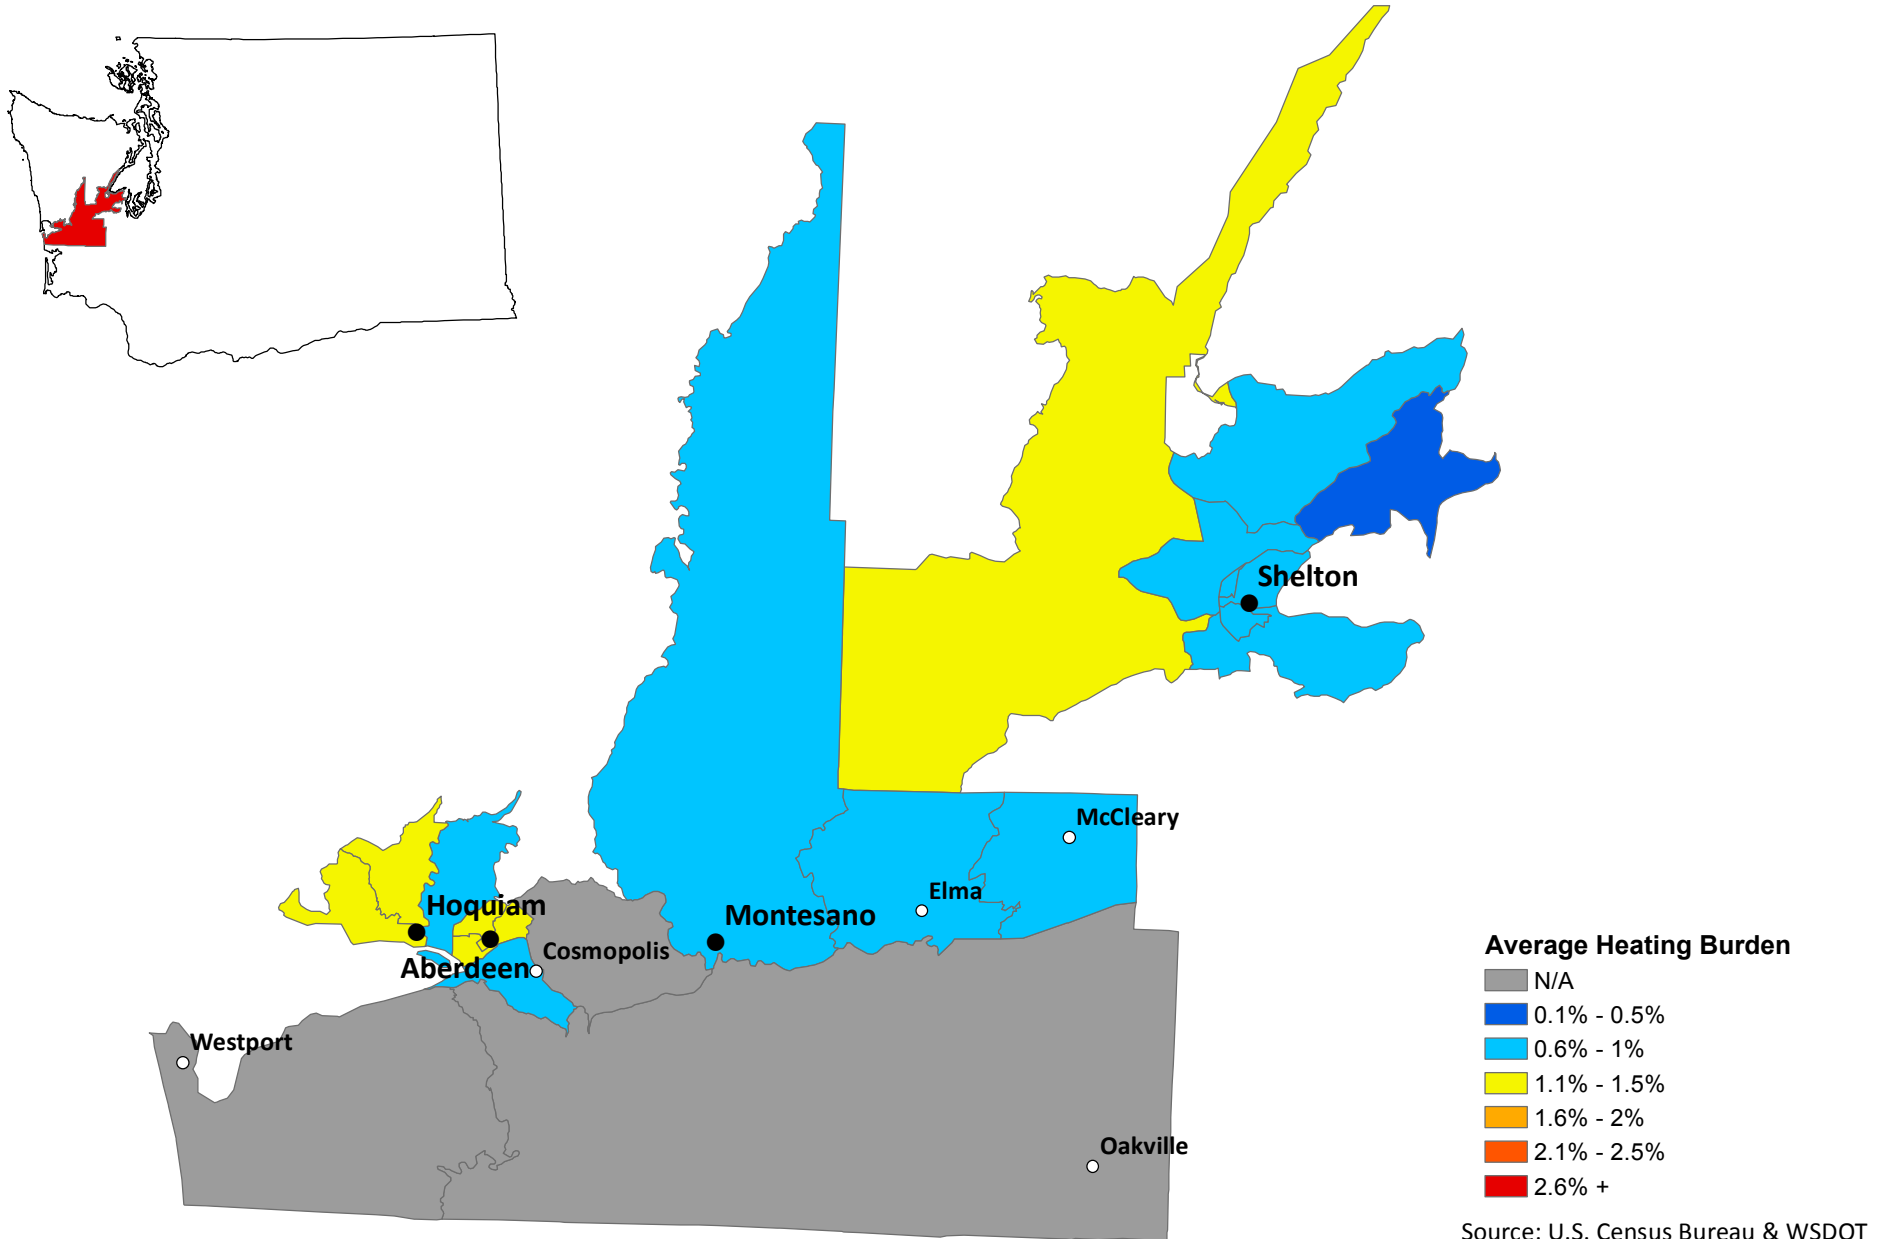 Shelton
McCleary
Elma
Hoquiam
Montesano
Cosmopolis
Aberdeen
Westport
Oakville
Average Heating Burden
N/A
0.1% - 0.5%
0.6% - 1%
1.1% - 1.5%
1.6% - 2%
2.1% - 2.5%
2.6% +
Source: U.S. Census Bureau & WSDOT